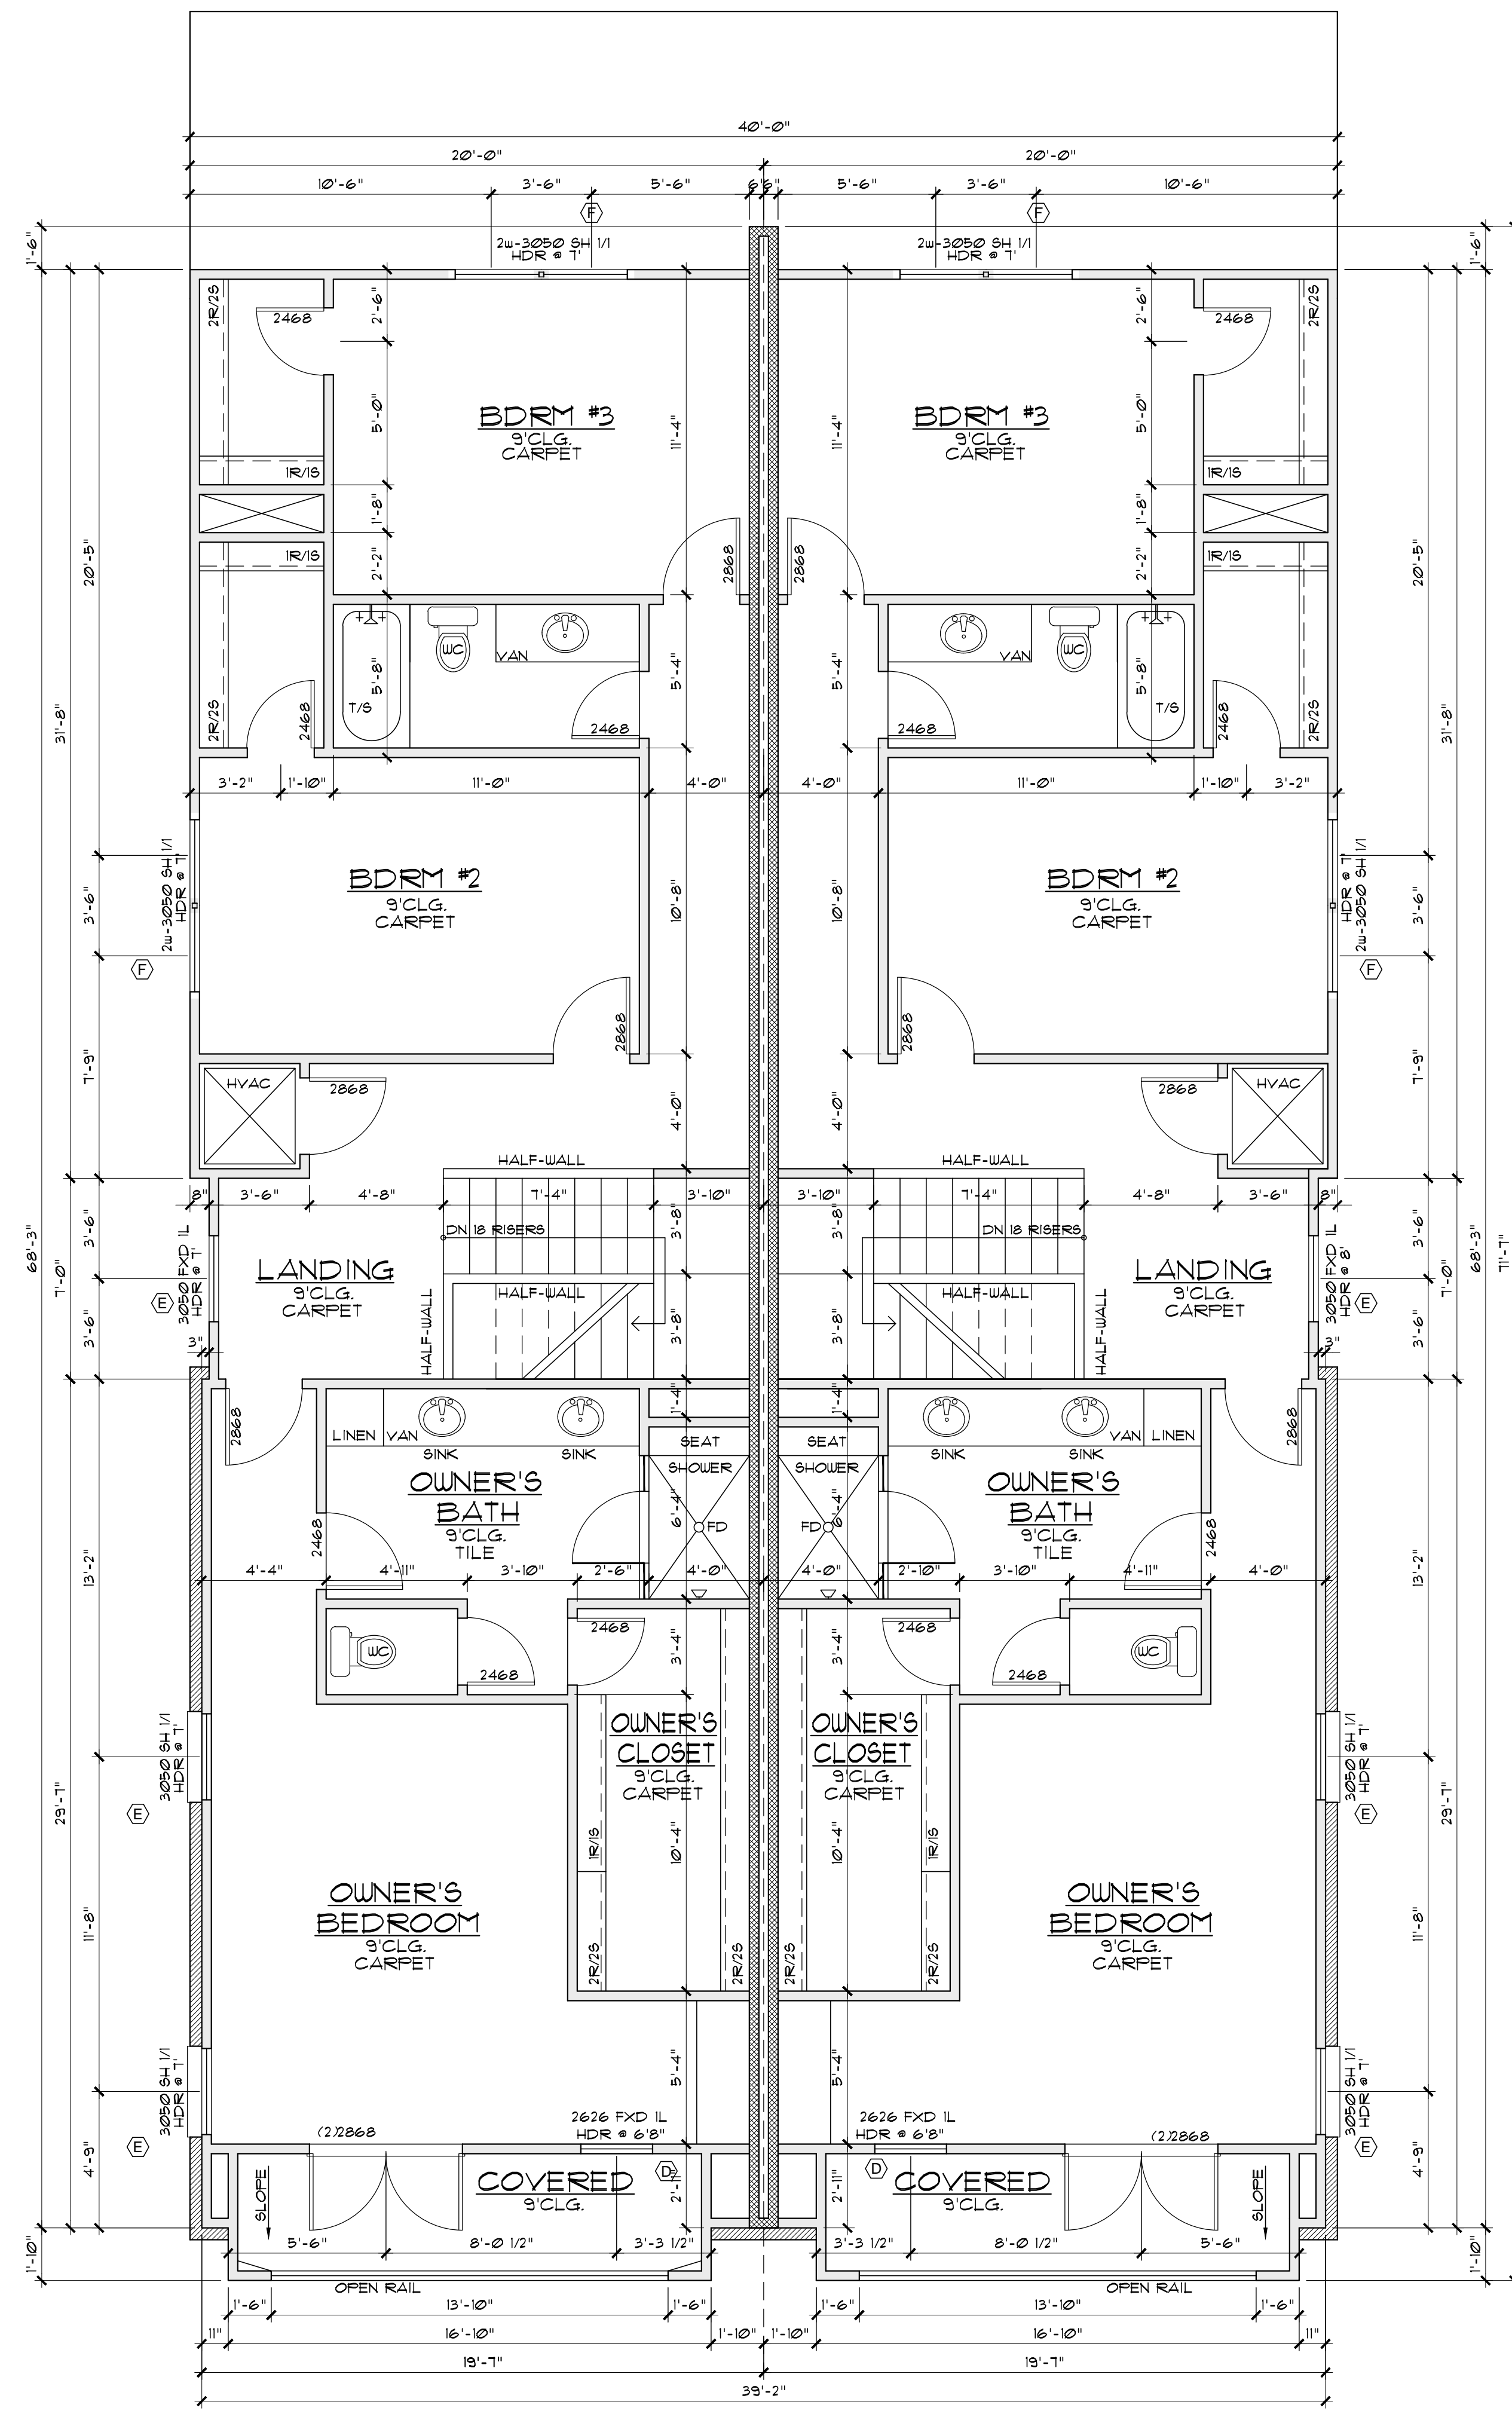 40'-0"
20'-0" 20'-0"
10'-6" 3'-6" 5'-6" 6" 6" 5'-6" 3'-6" 10'-6"
F F
1'-6" 1'-6"
2w-3050 SH 1/1 2w-3050 SH 1/1
HDR @ 7' HDR @ 7'
2R/2S 2468 2'-6" 2'-6" 2468 2R/2S
BDRM #3 BDRM #3
9'CLG. 9'CLG.
CARPET CARPET
5'-0" 11'-4" 11'-4" 5'-0"
1R/1S 1R/1S
1'-8" 1'-8"
20'-5" 1R/1S 2'-2" 2868 2868 2'-2" 1R/1S 20'-5"
WC VAN VAN WC
31'-8" 5'-8" 5'-4" 5'-4" 5'-8" 31'-8"
2R/2S 2468 T/S 2468 2468 T/S 2468 2R/2S
3'-2" 1'-10" 11'-0" 4'-0" 4'-0" 11'-0" 1'-10" 3'-2"
2w-3050 SH 1/1 2w-3050 SH 1/1
HDR @ 7' HDR @ 7'
BDRM #2 BDRM #2
9'CLG. 9'CLG.
CARPET CARPET
3'-6" 10'-8" 10'-8" 3'-6"
F F
2868 2868
7'-9" 7'-9"
HVAC 2868 4'-0" 4'-0" 2868 HVAC
HALF-WALL HALF-WALL
8" 3'-6" 4'-8" 7'-4" 3'-10" 3'-10" 7'-4" 4'-8" 3'-6" 8"
DN 18 RISERS DN 18 RISERS
68'-3" 3'-6" 3'-8" 3'-8" 3'-6" 68'-3" 71'-7"
7'-0" 7'-0"
3050 FXD 1L 3050 FXD 1L
HDR @ 7' HDR @ 8'
E E
LANDING LANDING
9'CLG. 9'CLG.
CARPET CARPET
HALF-WALL HALF-WALL
HALF-WALL HALF-WALL
3'-6" 3'-8" 3'-8" 3'-6"
3" 3"
1'-4" 1'-4"
2868 LINEN VAN SEAT SEAT VAN LINEN 2868
SINK SINK SINK SINK
SHOWER SHOWER
OWNER'S OWNER'S
BATH BATH
9'CLG. 9'CLG.
TILE TILE
2468 6'-4" FD FD 6'-4" 2468
13'-2" 13'-2"
4'-4" 4'-11" 3'-10" 2'-6" 4'-0" 4'-0" 2'-10" 3'-10" 4'-11" 4'-0"
2468 2468
WC 3'-4" 3'-4" WC
2468 2468
OWNER'S OWNER'S
CLOSET CLOSET
9'CLG. 9'CLG.
CARPET CARPET
3050 SH 1/1 3050 SH 1/1
HDR @ 7' HDR @ 7'
E E
29'-7" 29'-7"
1R/1S 10'-4" 10'-4" 1R/1S
OWNER'S OWNER'S
BEDROOM BEDROOM
9'CLG. 9'CLG.
CARPET CARPET
11'-8" 11'-8"
2R/2S 2R/2S 2R/2S 2R/2S
3050 SH 1/1 3050 SH 1/1
HDR @ 7' HDR @ 7'
5'-4" 5'-4"
E E
(2)2868 2626 FXD 1L 2626 FXD 1L (2)2868
HDR @ 6'8" HDR @ 6'8"
4'-9" 4'-9"
D D
SLOPE COVERED 2'-11" 2'-11" COVERED SLOPE
9'CLG. 9'CLG.
5'-6" 8'-0 1/2" 3'-3 1/2" 3'-3 1/2" 8'-0 1/2" 5'-6"
1'-10" 1'-10"
OPEN RAIL OPEN RAIL
1'-6" 13'-10" 1'-6" 1'-6" 13'-10" 1'-6"
11" 16'-10" 1'-10" 1'-10" 16'-10" 11"
19'-7" 19'-7"
39'-2"